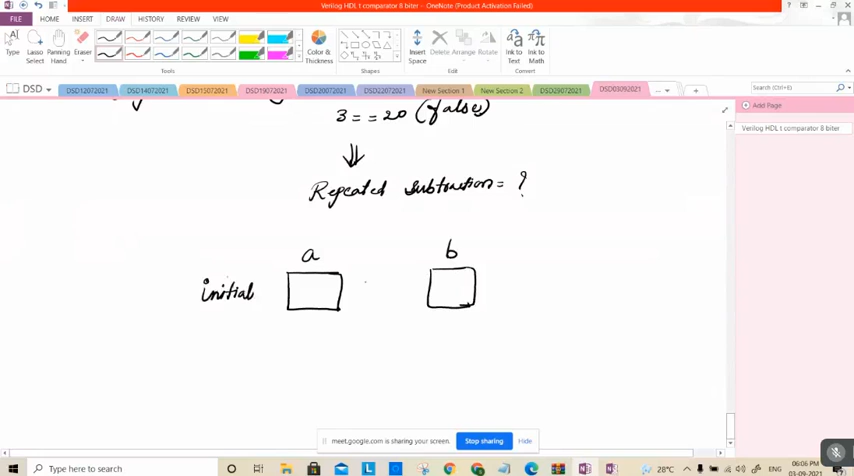 Verilog HDL t comparator 8 biter - OneNote (Product Activation Failed)
FILE HOME INSERT DRAW HISTORY REVIEW VIEW
Type Lasso Select Panning Hand Eraser Color & Thickness Insert Space Delete Arrange Rotate Ink to Text Ink to Math
Tools Shapes Edit Convert
DSD DSD12072021 DSD14072021 DSD15072021 DSD19072021 DSD20072021 DSD22072021 New Section 1 New Section 2 DSD29072021 DSD03092021 ... Search (Ctrl+E)
Add Page
Verilog HDL t comparator 8 biter
3 = = 20 (false)
Repeated subtraction = ?
a b
initial
meet.google.com is sharing your screen. Stop sharing Hide
Type here to search
28°C ENG 06:06 PM
03-09-2021